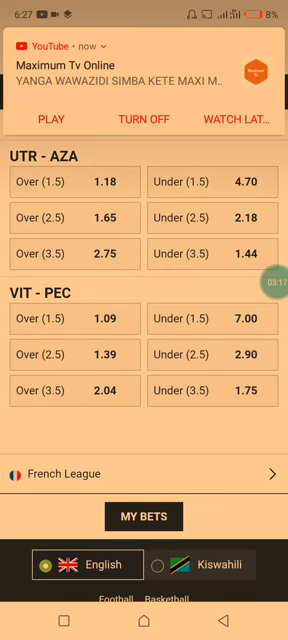 6:27
8%
YouTube • now
Maximum Tv Online
YANGA WAWAZIDI SIMBA KETE MAXI M..
PLAY TURN OFF WATCH LAT...
UTR - AZA
Over (1.5) 1.18 Under (1.5) 4.70
Over (2.5) 1.65 Under (2.5) 2.18
Over (3.5) 2.75 Under (3.5) 1.44
03:17
VIT - PEC
Over (1.5) 1.09 Under (1.5) 7.00
Over (2.5) 1.39 Under (2.5) 2.90
Over (3.5) 2.04 Under (3.5) 1.75
French League
MY BETS
English Kiswahili
Football Basketball